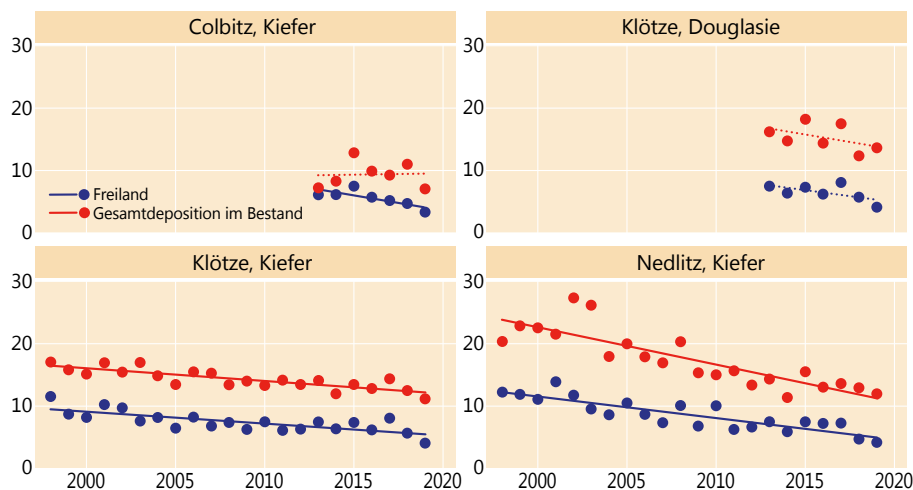 Colbitz, Kiefer
Klötze, Douglasie
30
20
10
0
Freiland
Gesamtdeposition im Bestand
30
20
10
0
Klötze, Kiefer
Nedlitz, Kiefer
30
20
10
0
2000 2005 2010 2015 2020
30
20
10
0
2000 2005 2010 2015 2020